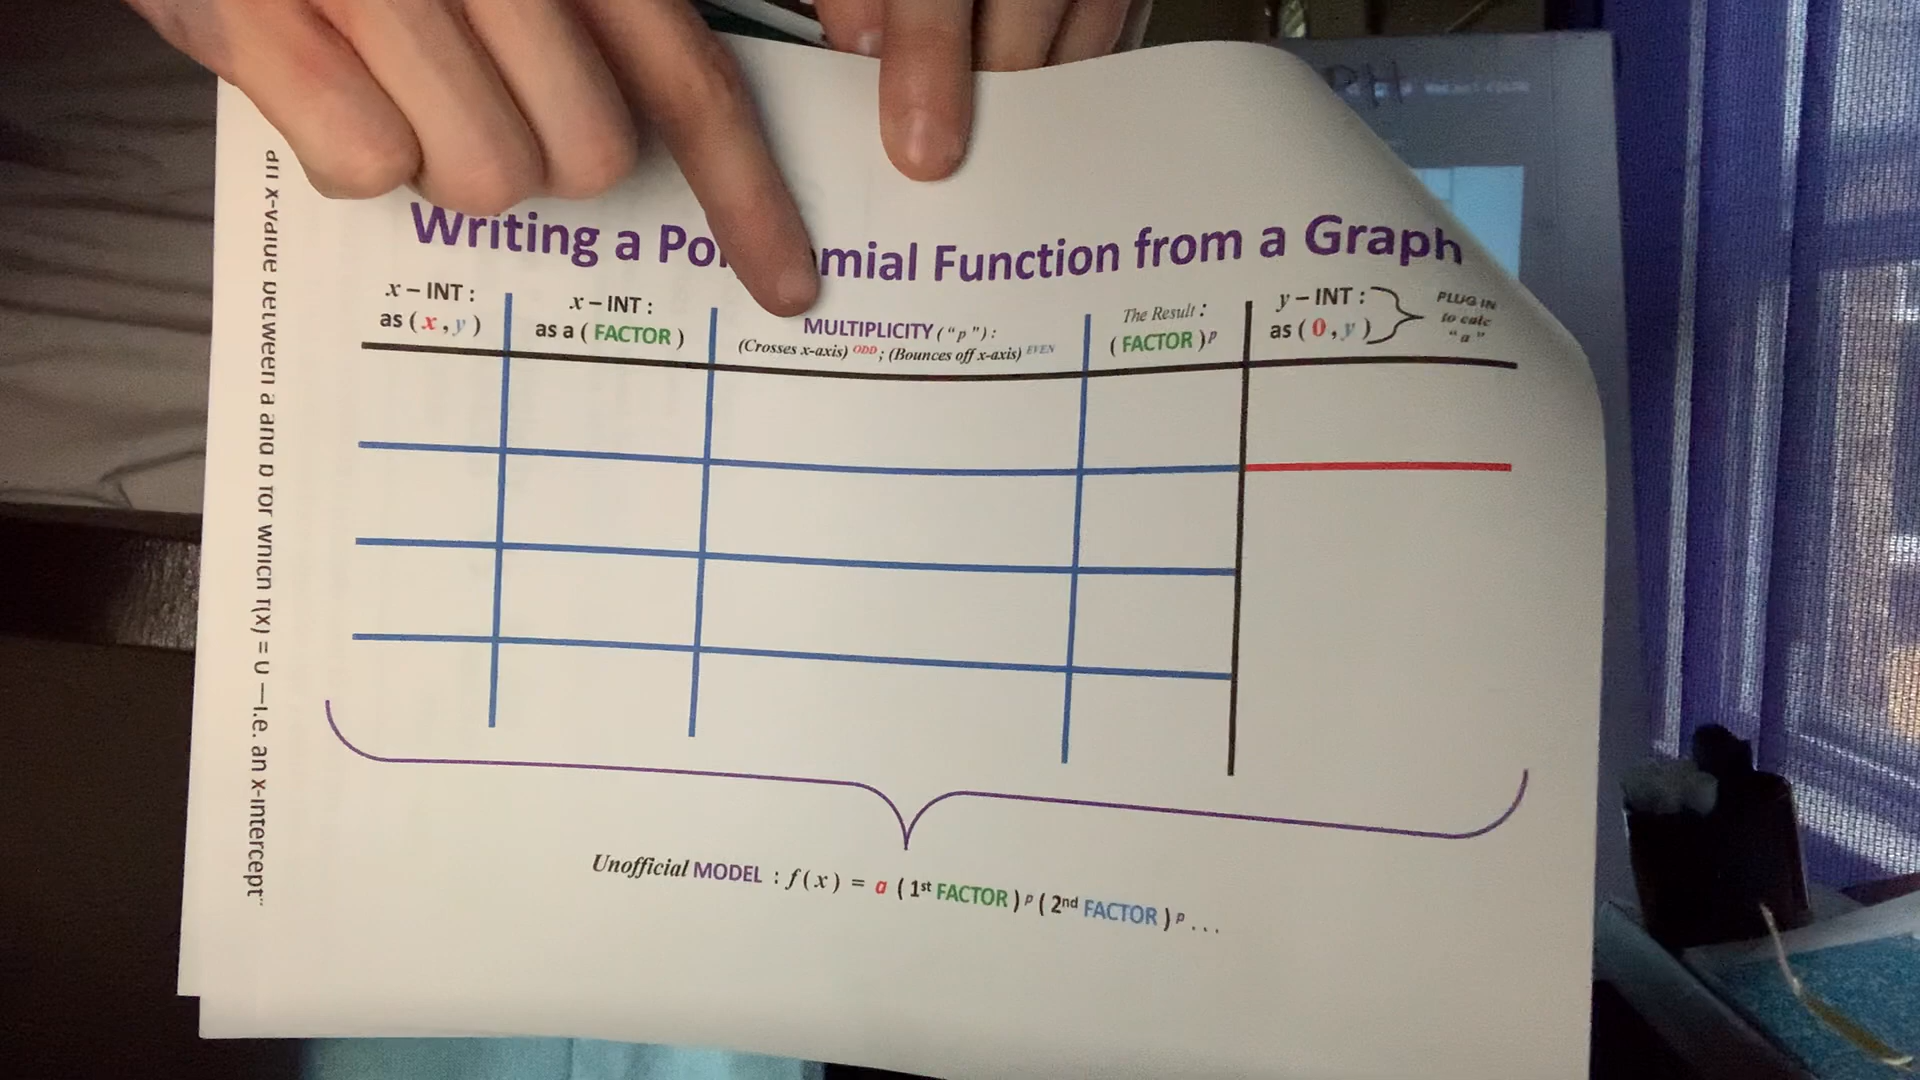 Writing a Po mial Function from a Graph
x – INT :
as ( x , y )
x – INT :
as a ( FACTOR )
MULTIPLICITY ( “ p ” ) :
(Crosses x-axis) ODD ; (Bounces off x-axis) EVEN
The Result :
( FACTOR ) p
y – INT :
as ( 0 , y )
PLUG IN
to calc
“ a ”
Unofficial MODEL : f ( x ) = a ( 1st FACTOR ) p ( 2nd FACTOR ) p . . .
x-value between a and b for which f(x) = 0 —i.e. an x-intercept”